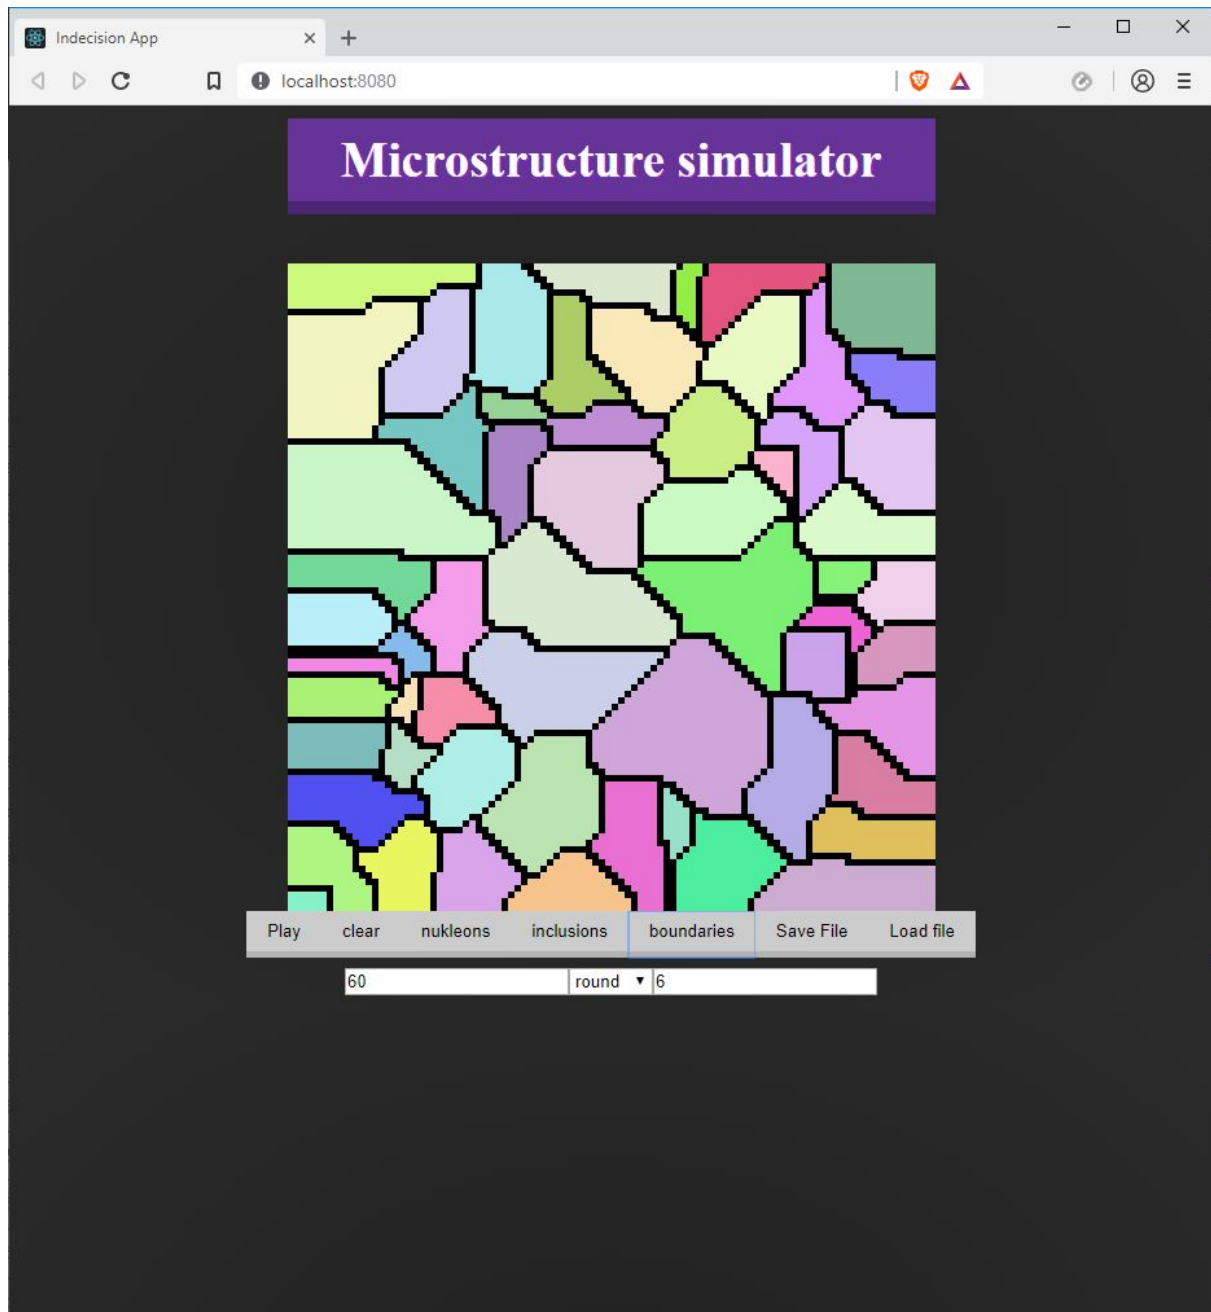 Indecision App
localhost:8080
Microstructure simulator
Play clear nukleons inclusions boundaries Save File Load file
60 round 6